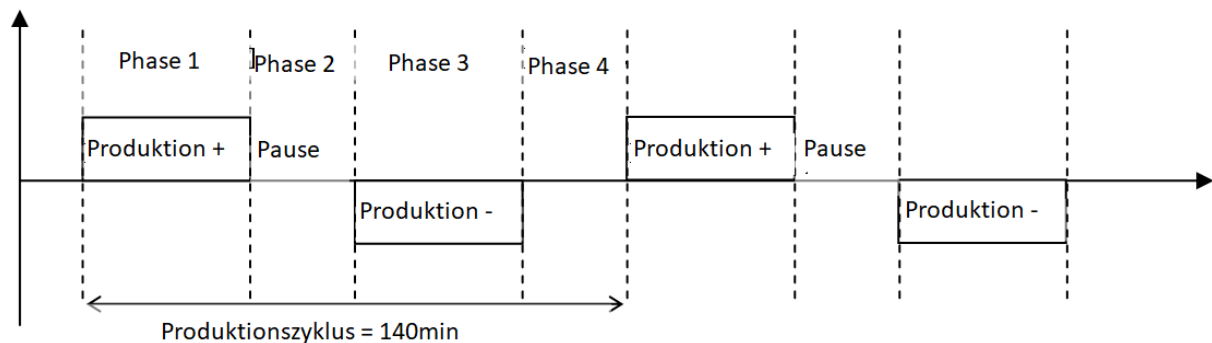 Phase 1
Phase 2
Phase 3
Phase 4
Produktion +
Pause
Produktion -
Produktion +
Pause
Produktion -
Produktionszyklus = 140min